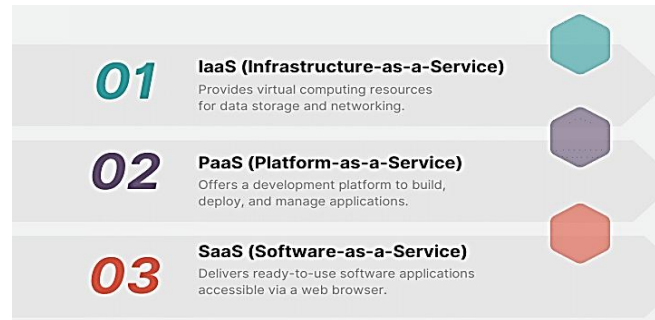 01
IaaS (Infrastructure-as-a-Service)
Provides virtual computing resources
for data storage and networking.
02
PaaS (Platform-as-a-Service)
Offers a development platform to build,
deploy, and manage applications.
03
SaaS (Software-as-a-Service)
Delivers ready-to-use software applications
accessible via a web browser.